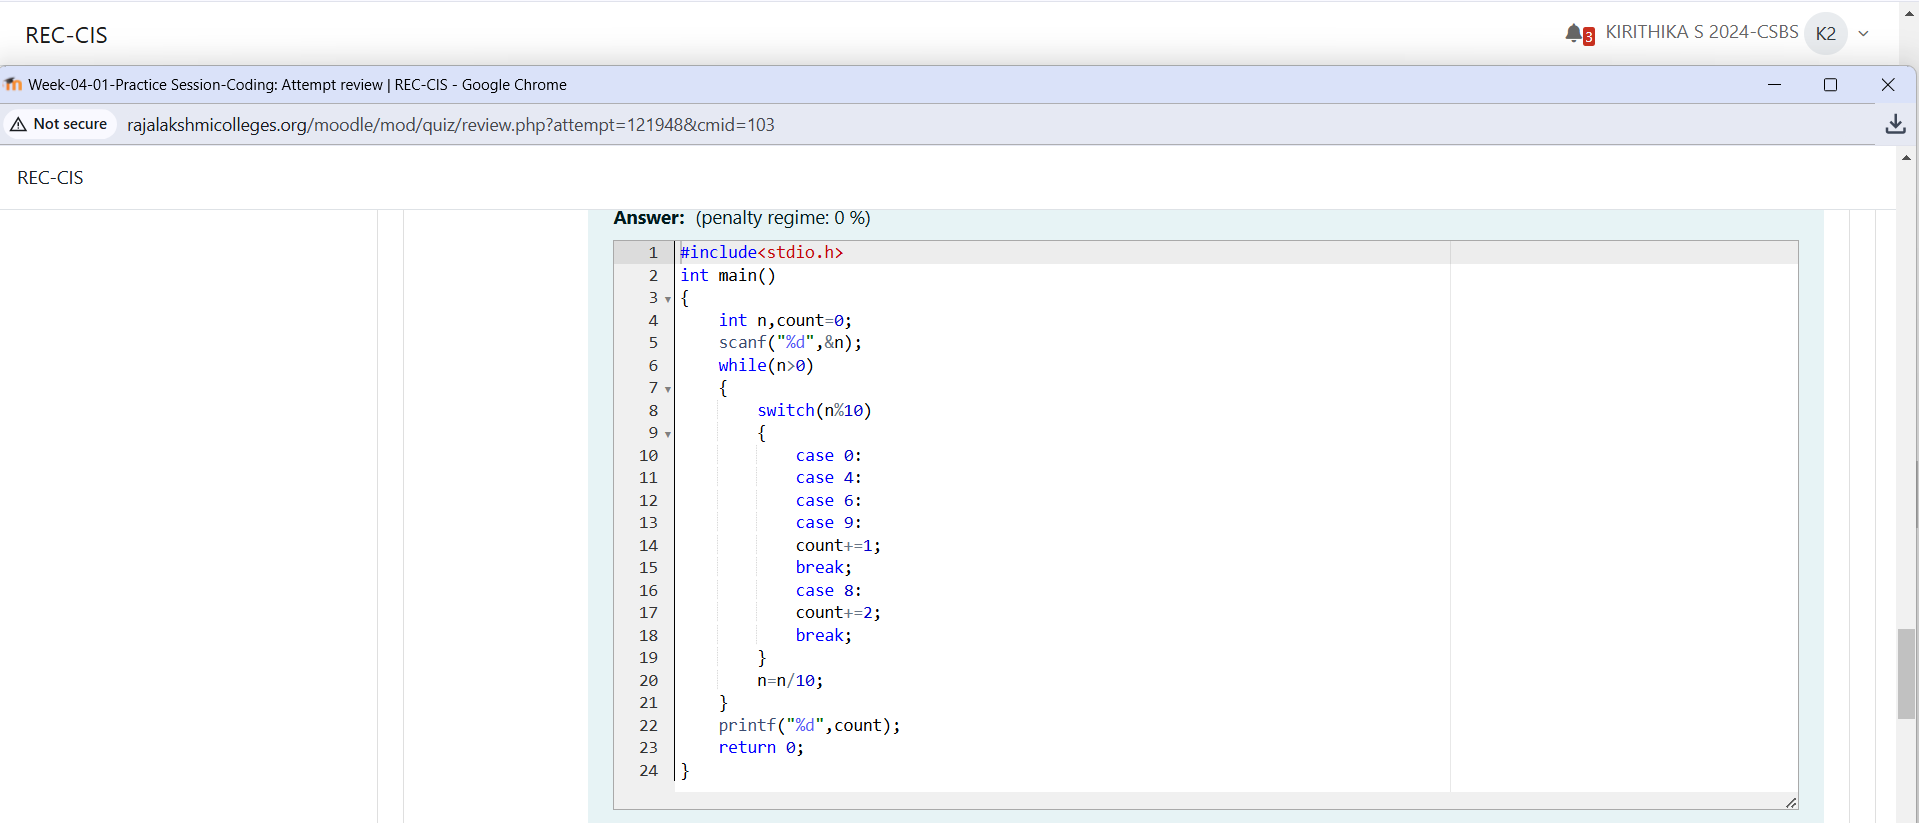 REC-CIS
3 KIRITHIKA S 2024-CSBS K2
Week-04-01-Practice Session-Coding: Attempt review | REC-CIS - Google Chrome
Not secure rajalakshmicolleges.org/moodle/mod/quiz/review.php?attempt=121948&cmid=103
REC-CIS
Answer: (penalty regime: 0 %)
1 #include<stdio.h>
2 int main()
3 {
4 int n,count=0;
5 scanf("%d",&n);
6 while(n>0)
7 {
8 switch(n%10)
9 {
10 case 0:
11 case 4:
12 case 6:
13 case 9:
14 count+=1;
15 break;
16 case 8:
17 count+=2;
18 break;
19 }
20 n=n/10;
21 }
22 printf("%d",count);
23 return 0;
24 }